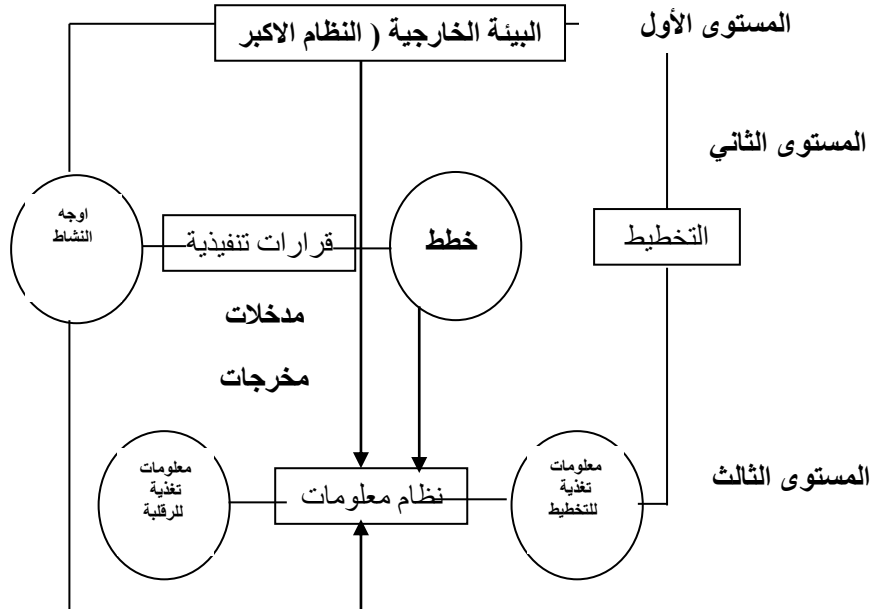 المستوى الأول
البيئة الخارجية ( النظام الاكبر
المستوى الثاني
التخطيط
خطط
قرارات تنفيذية
اوجه
النشاط
مدخلات
مخرجات
المستوى الثالث
معلومات
تغذية
للتخطيط
نظام معلومات
معلومات
تغذية
للرقلبة